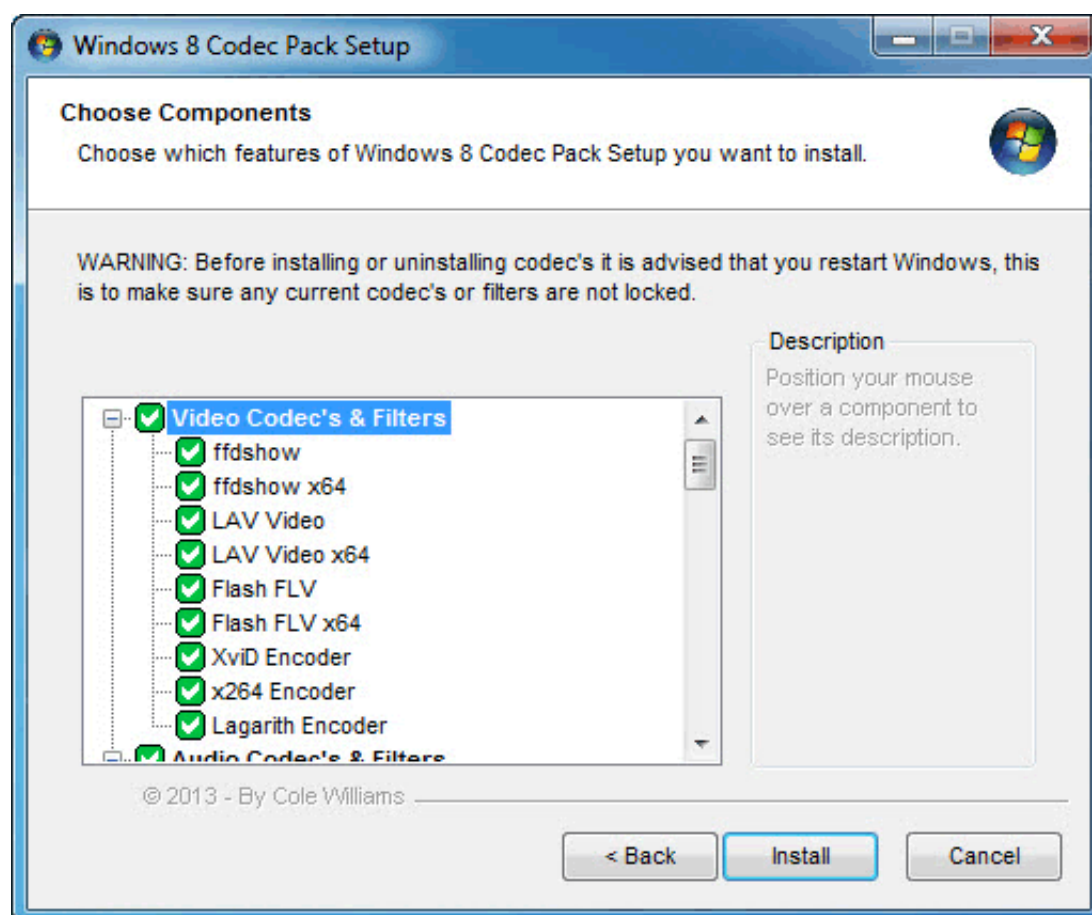 Windows 8 Codec Pack Setup
Choose Components
Choose which features of Windows 8 Codec Pack Setup you want to install.
WARNING: Before installing or uninstalling codec's it is advised that you restart Windows, this
is to make sure any current codec's or filters are not locked.
Description
Position your mouse
over a component to
see its description.
Video Codec's & Filters
ffdshow
ffdshow x64
LAV Video
LAV Video x64
Flash FLV
Flash FLV x64
XviD Encoder
x264 Encoder
Lagarith Encoder
Audio Codec's & Filters
© 2013 - By Cole Williams
< Back
Install
Cancel